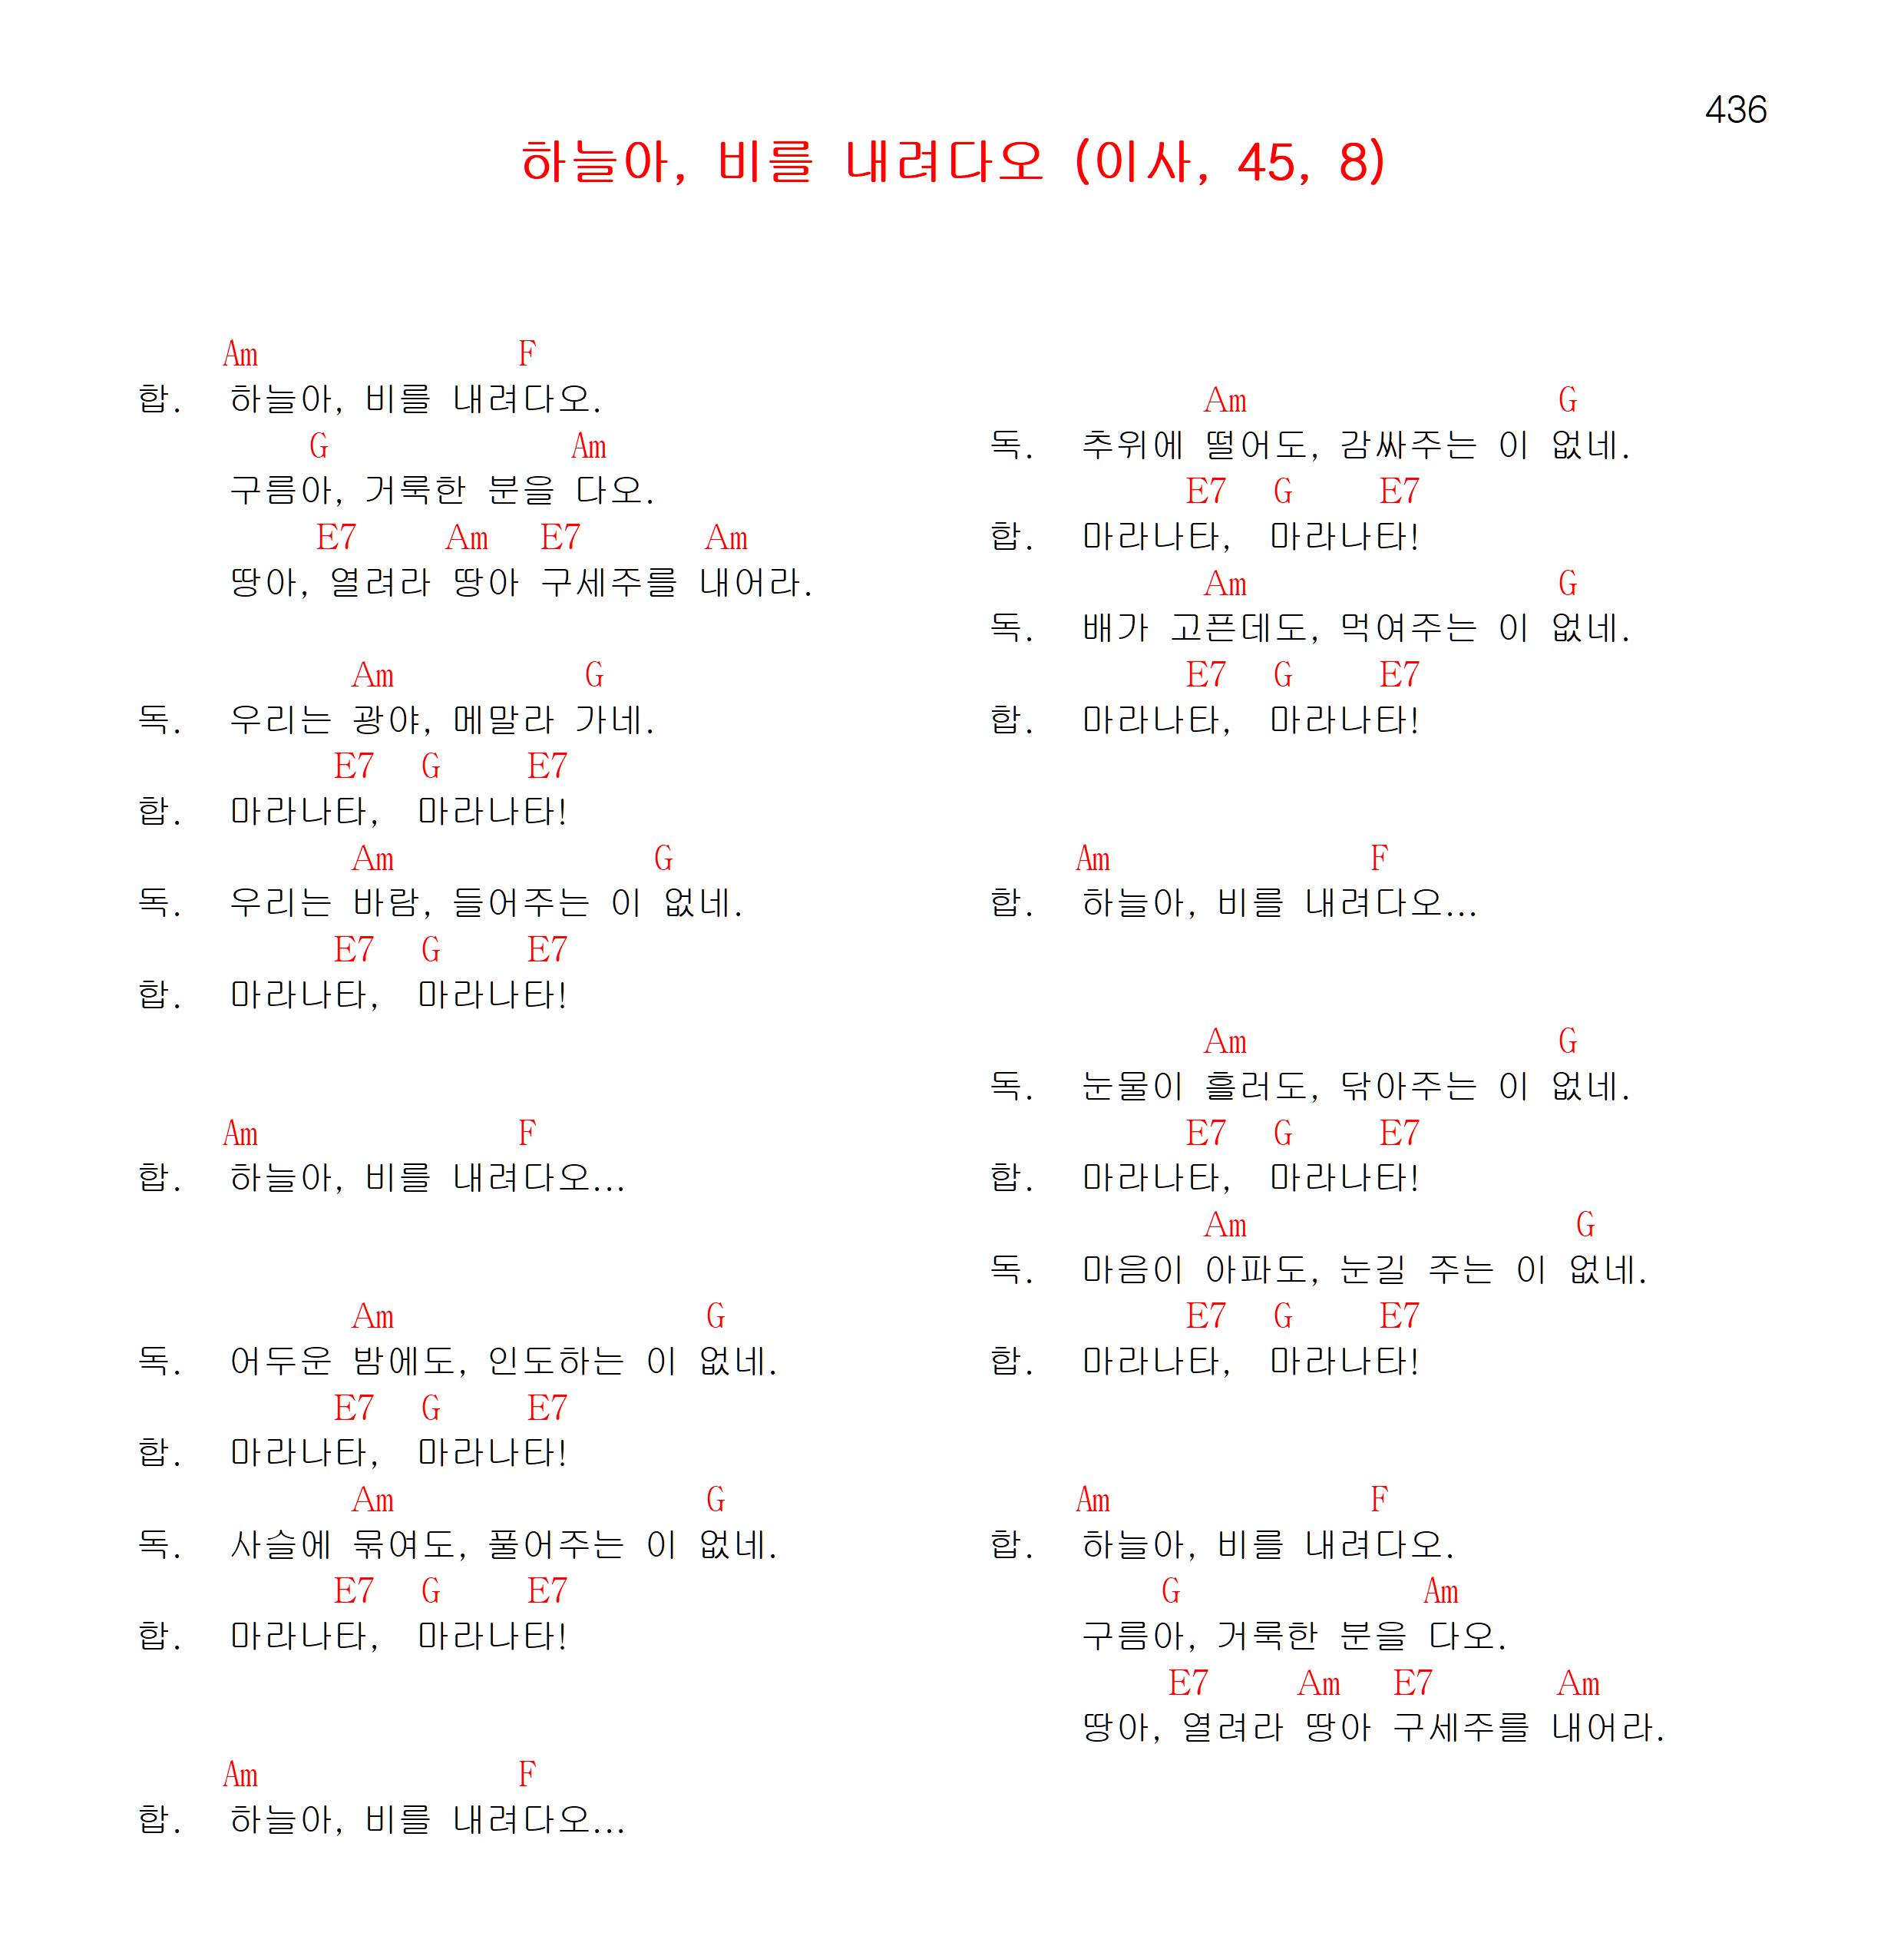 436
하늘아, 비를 내려다오 (이사, 45, 8)
Am F
합. 하늘아, 비를 내려다오.
G Am
구름아, 거룩한 분을 다오.
E7 Am E7 Am
땅아, 열려라 땅아 구세주를 내어라.
Am G
독. 우리는 광야, 메말라 가네.
E7 G E7
합. 마라나타, 마라나타!
Am G
독. 우리는 바람, 들어주는 이 없네.
E7 G E7
합. 마라나타, 마라나타!
Am F
합. 하늘아, 비를 내려다오...
Am G
독. 어두운 밤에도, 인도하는 이 없네.
E7 G E7
합. 마라나타, 마라나타!
Am G
독. 사슬에 묶여도, 풀어주는 이 없네.
E7 G E7
합. 마라나타, 마라나타!
Am F
합. 하늘아, 비를 내려다오...
Am G
독. 추위에 떨어도, 감싸주는 이 없네.
E7 G E7
합. 마라나타, 마라나타!
Am G
독. 배가 고픈데도, 먹여주는 이 없네.
E7 G E7
합. 마라나타, 마라나타!
Am F
합. 하늘아, 비를 내려다오...
Am G
독. 눈물이 흘러도, 닦아주는 이 없네.
E7 G E7
합. 마라나타, 마라나타!
Am G
독. 마음이 아파도, 눈길 주는 이 없네.
E7 G E7
합. 마라나타, 마라나타!
Am F
합. 하늘아, 비를 내려다오.
G Am
구름아, 거룩한 분을 다오.
E7 Am E7 Am
땅아, 열려라 땅아 구세주를 내어라.